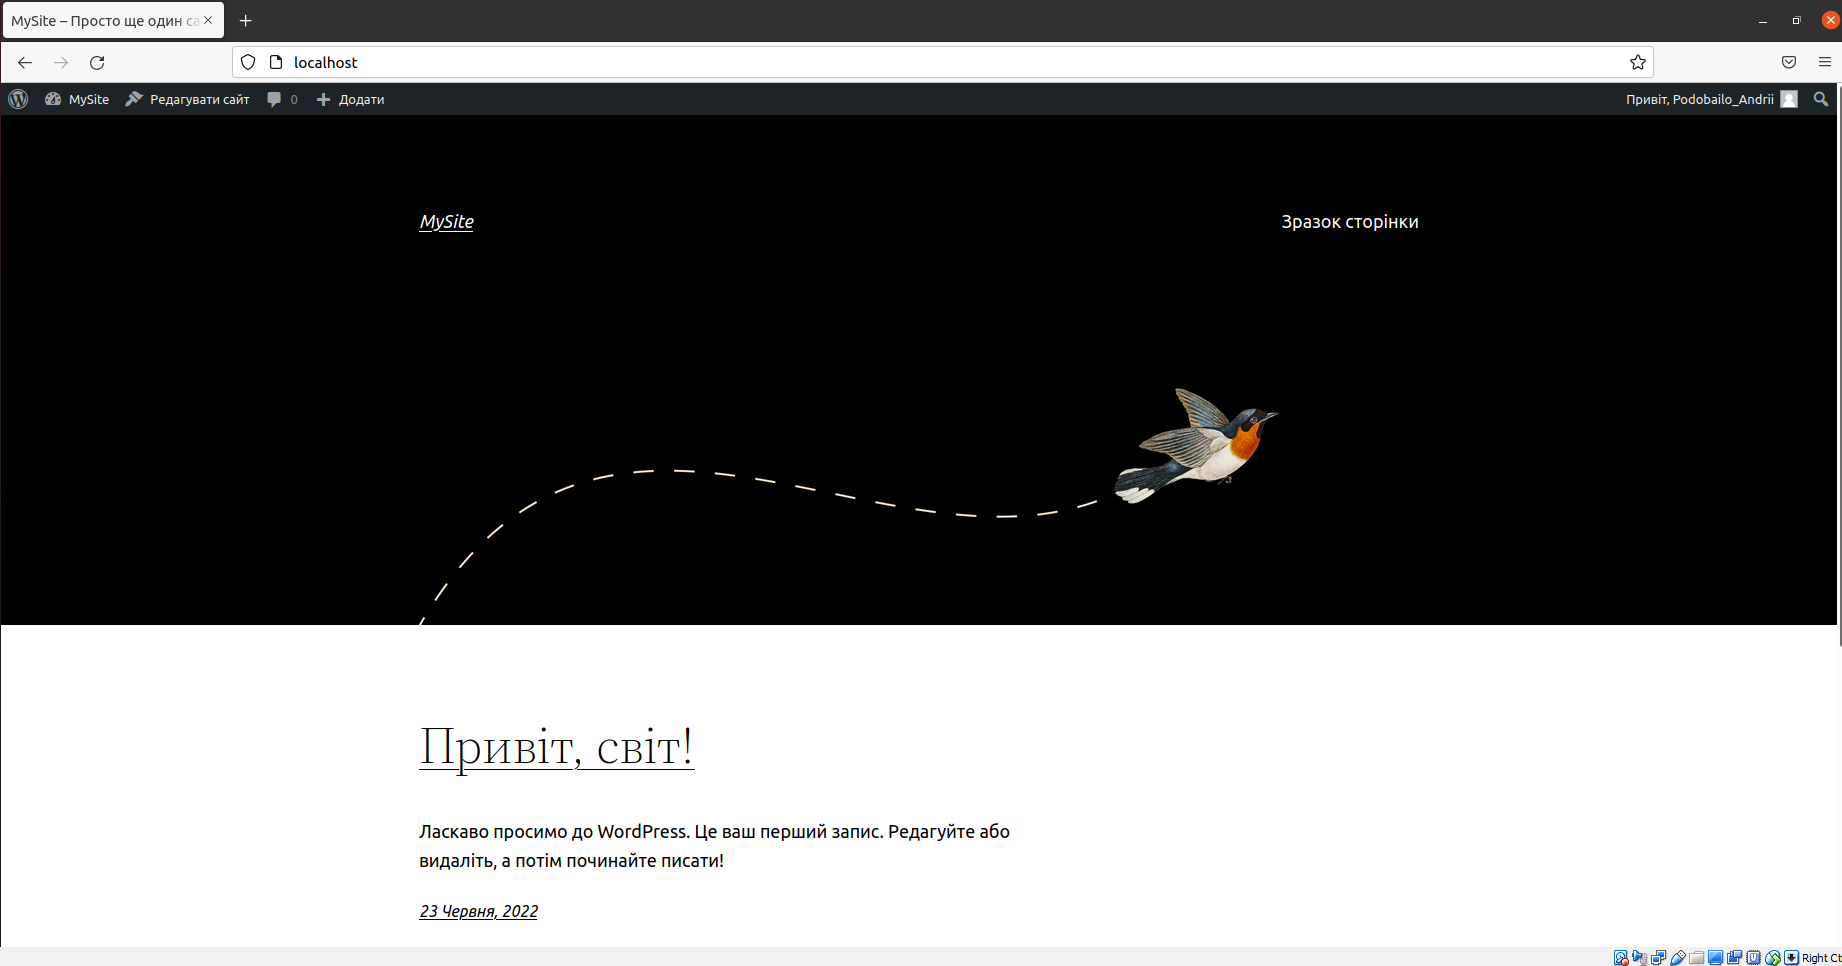 MySite – Просто ще один са
localhost
MySite Редагувати сайт 0 Додати Привіт, Podobailo_Andrii
MySite Зразок сторінки
Привіт, світ!
Ласкаво просимо до WordPress. Це ваш перший запис. Редагуйте або
видаліть, а потім починайте писати!
23 Червня, 2022
Right Ct